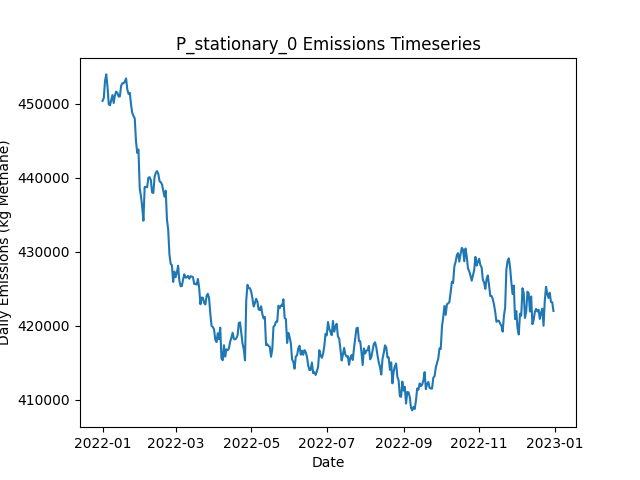 P_stationary_0 Emissions Timeseries
Daily Emissions (kg Methane)
450000
440000
430000
420000
410000
2022-01 2022-03 2022-05 2022-07 2022-09 2022-11 2023-01
Date